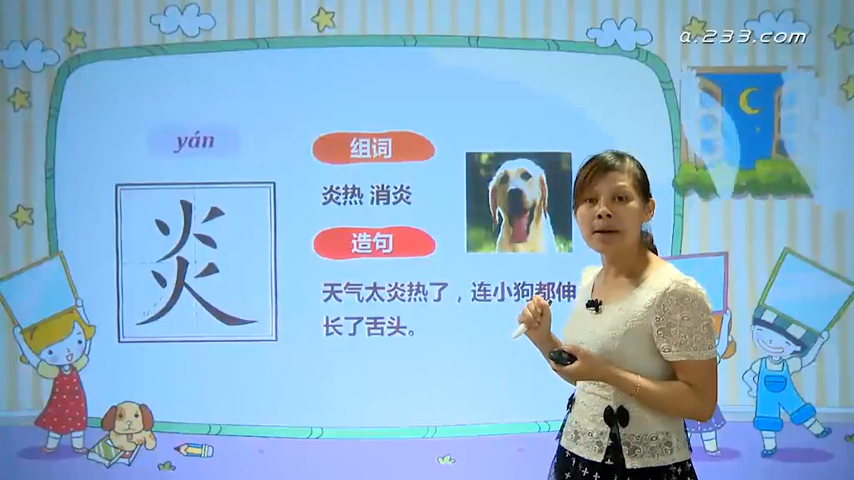 a.233.com
yán
组词
炎
炎热 消炎
造句
天气太炎热了，连小狗都伸
长了舌头。